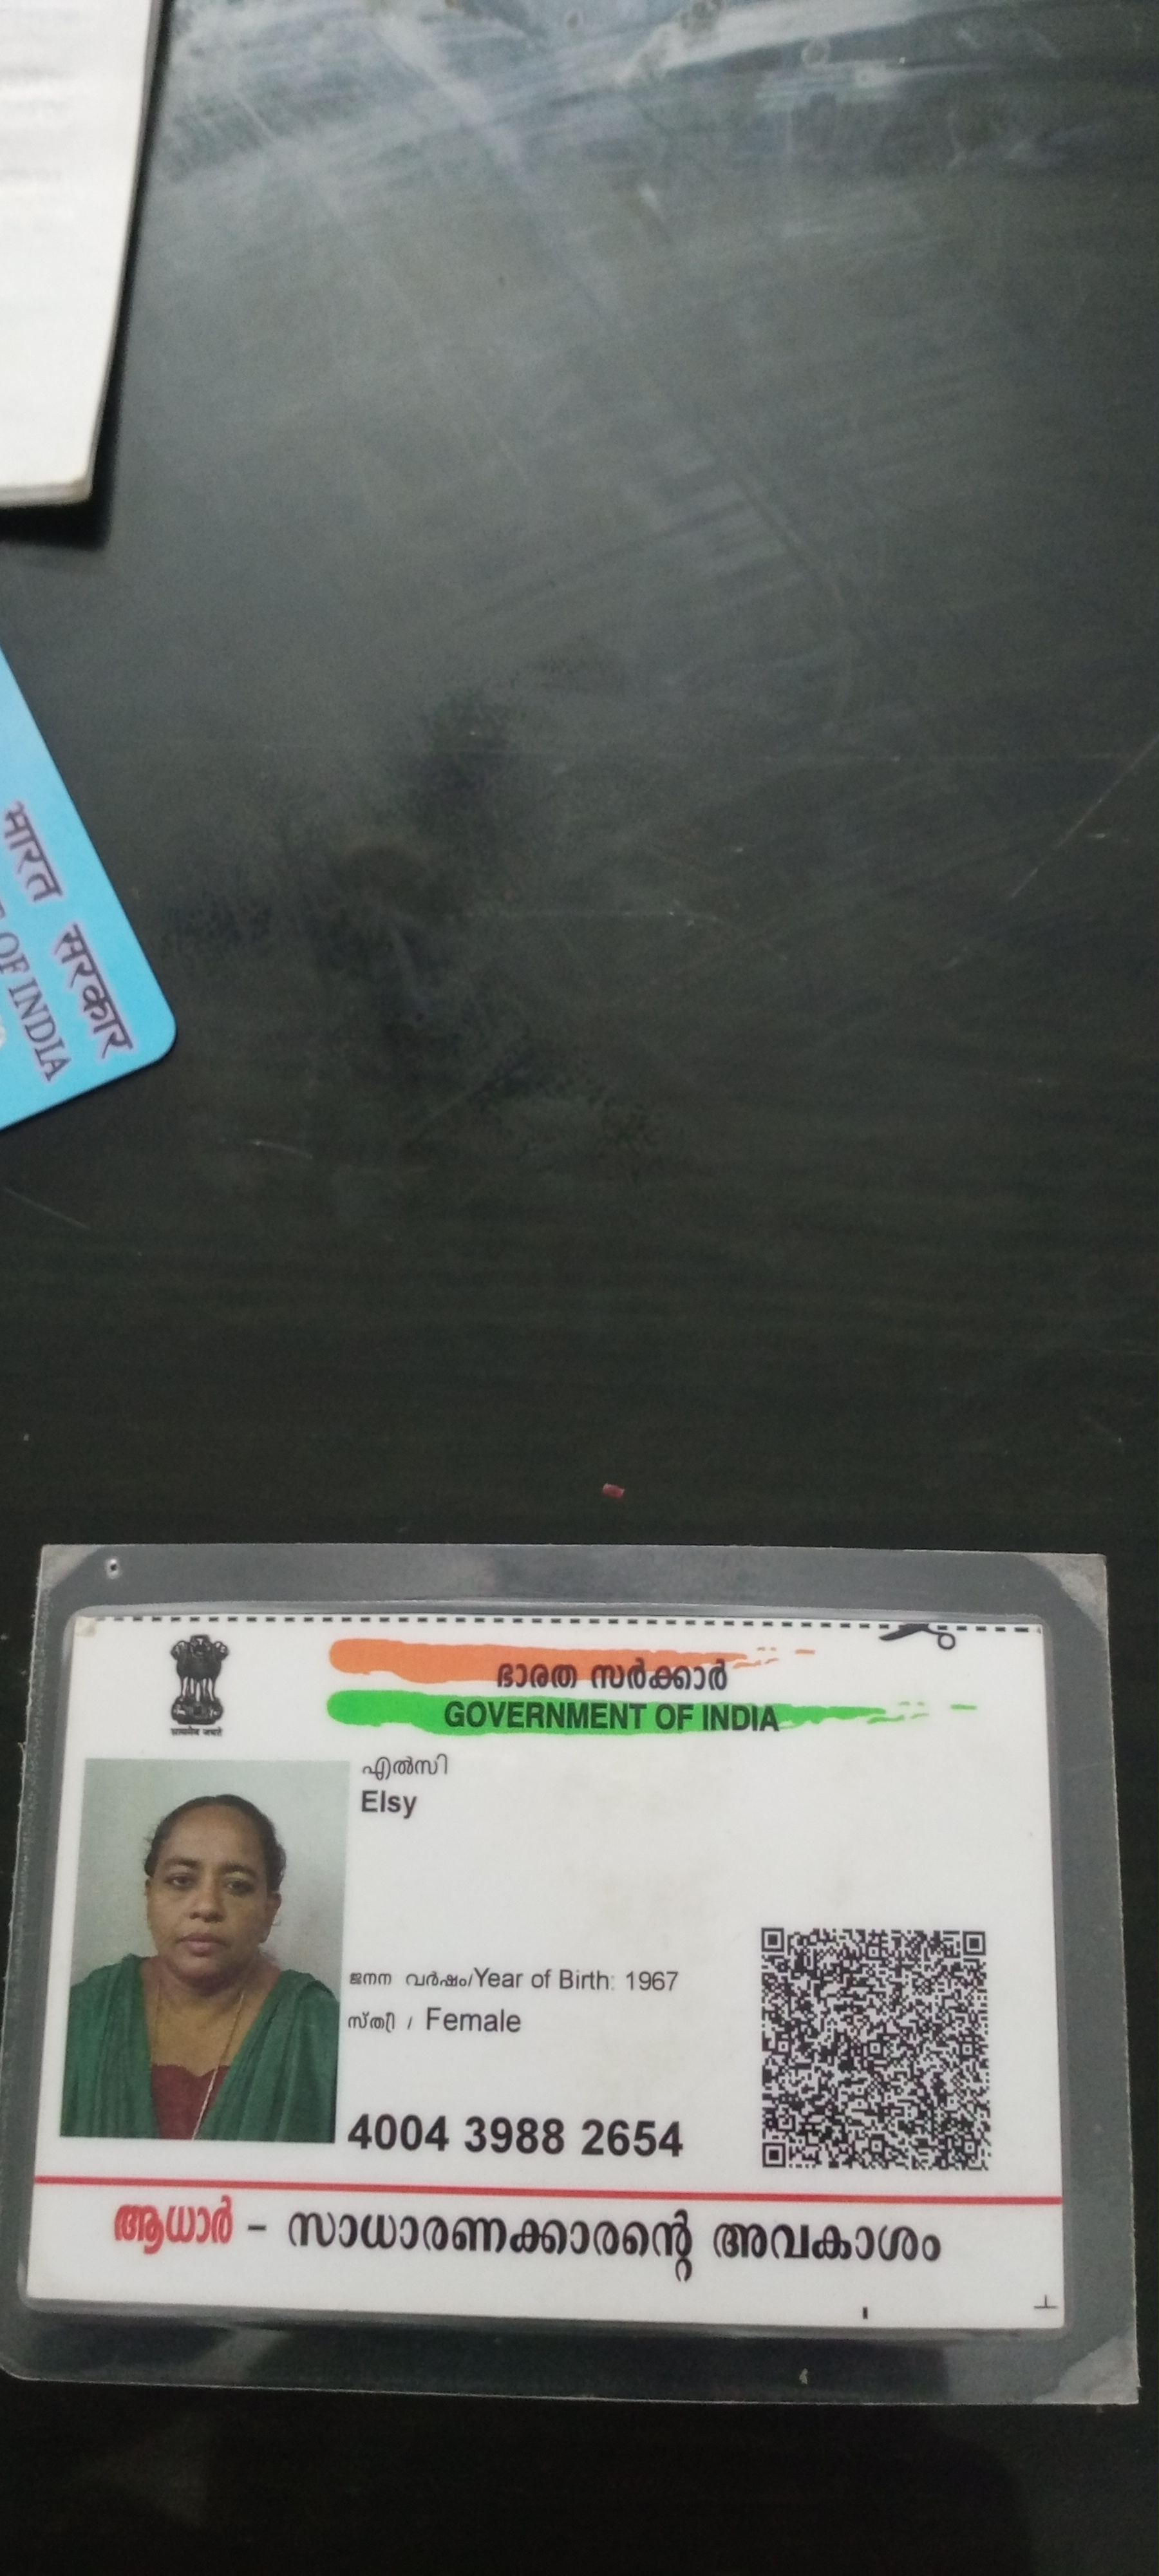 भारत सरकार
OF INDIA
ഭാരത സർക്കാർ
GOVERNMENT OF INDIA
सत्यमेव जयते
എൽസി
Elsy
ജനന വർഷം/Year of Birth: 1967
സ്ത്രീ / Female
4004 3988 2654
ആധാർ - സാധാരണക്കാരന്റെ അവകാശം